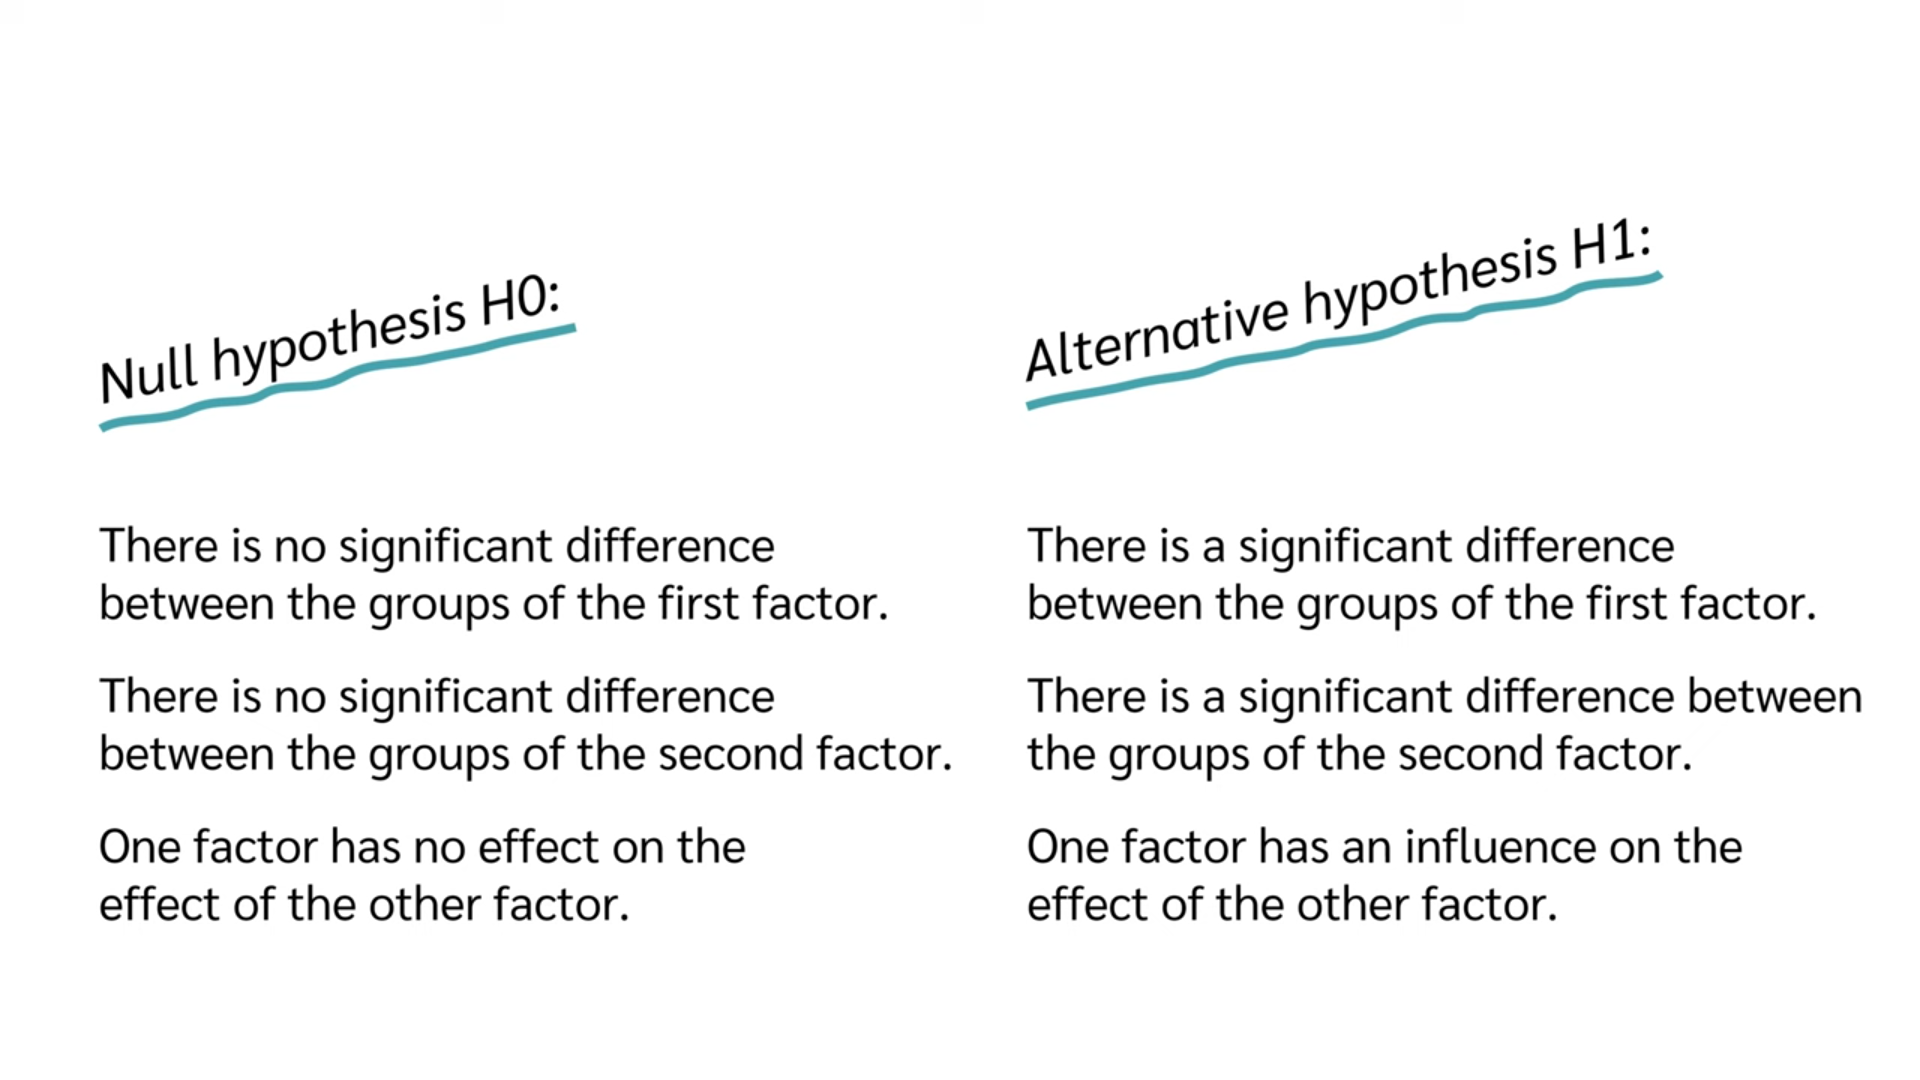 Null hypothesis H0:
There is no significant difference
between the groups of the first factor.
There is no significant difference
between the groups of the second factor.
One factor has no effect on the
effect of the other factor.
Alternative hypothesis H1:
There is a significant difference
between the groups of the first factor.
There is a significant difference between
the groups of the second factor.
One factor has an influence on the
effect of the other factor.